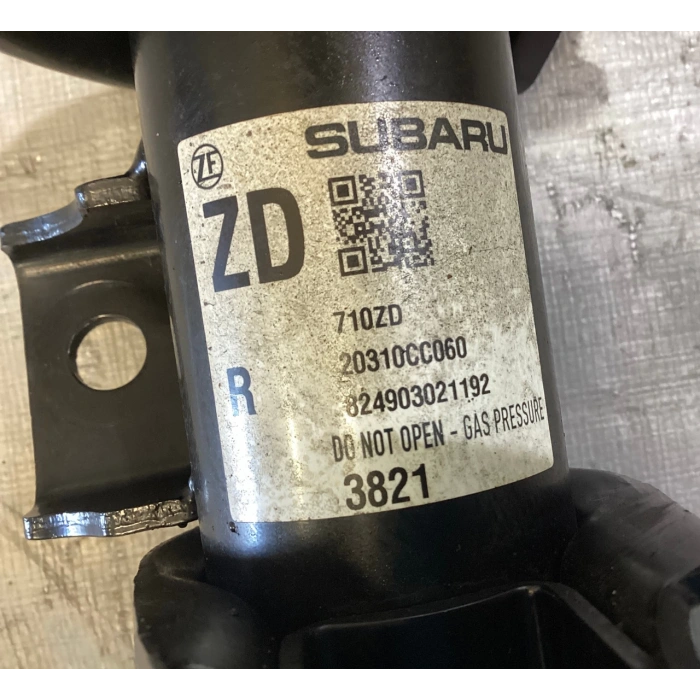 ZF SUBARU
ZD
710ZD
20310CC060
R
824903021192
DO NOT OPEN - GAS PRESSURE
3821